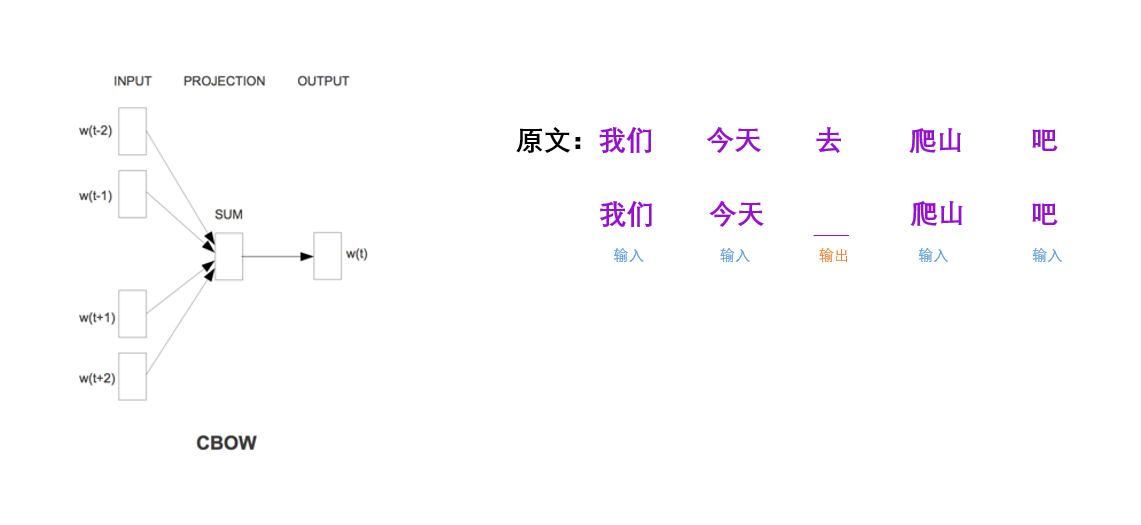 INPUT PROJECTION OUTPUT
w(t-2)
w(t-1)
SUM
w(t)
w(t+1)
w(t+2)
CBOW
原文：我们 今天 去 爬山 吧
我们 今天 __ 爬山 吧
输入 输入 输出 输入 输入